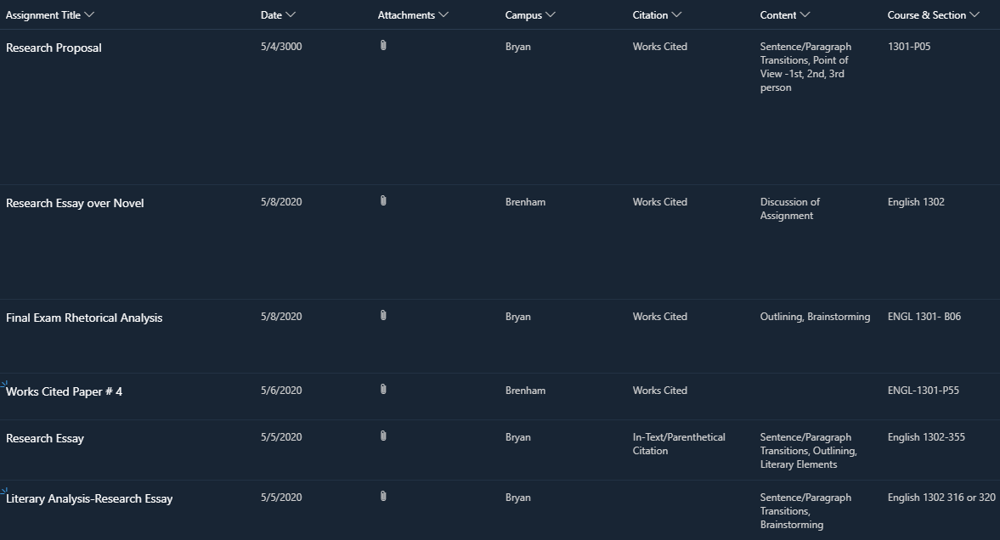 Assignment Title Date Attachments Campus Citation Content Course & Section
Research Proposal 5/4/3000 Bryan Works Cited Sentence/Paragraph 1301-P05
Transitions, Point of
View -1st, 2nd, 3rd
person
Research Essay over Novel 5/8/2020 Brenham Works Cited Discussion of English 1302
Assignment
Final Exam Rhetorical Analysis 5/8/2020 Bryan Works Cited Outlining, Brainstorming ENGL 1301- B06
Works Cited Paper # 4 5/6/2020 Brenham Works Cited ENGL-1301-P55
Research Essay 5/5/2020 Bryan In-Text/Parenthetical Sentence/Paragraph English 1302-355
Citation Transitions, Outlining,
Literary Elements
Literary Analysis-Research Essay 5/5/2020 Bryan Sentence/Paragraph English 1302 316 or 320
Transitions,
Brainstorming